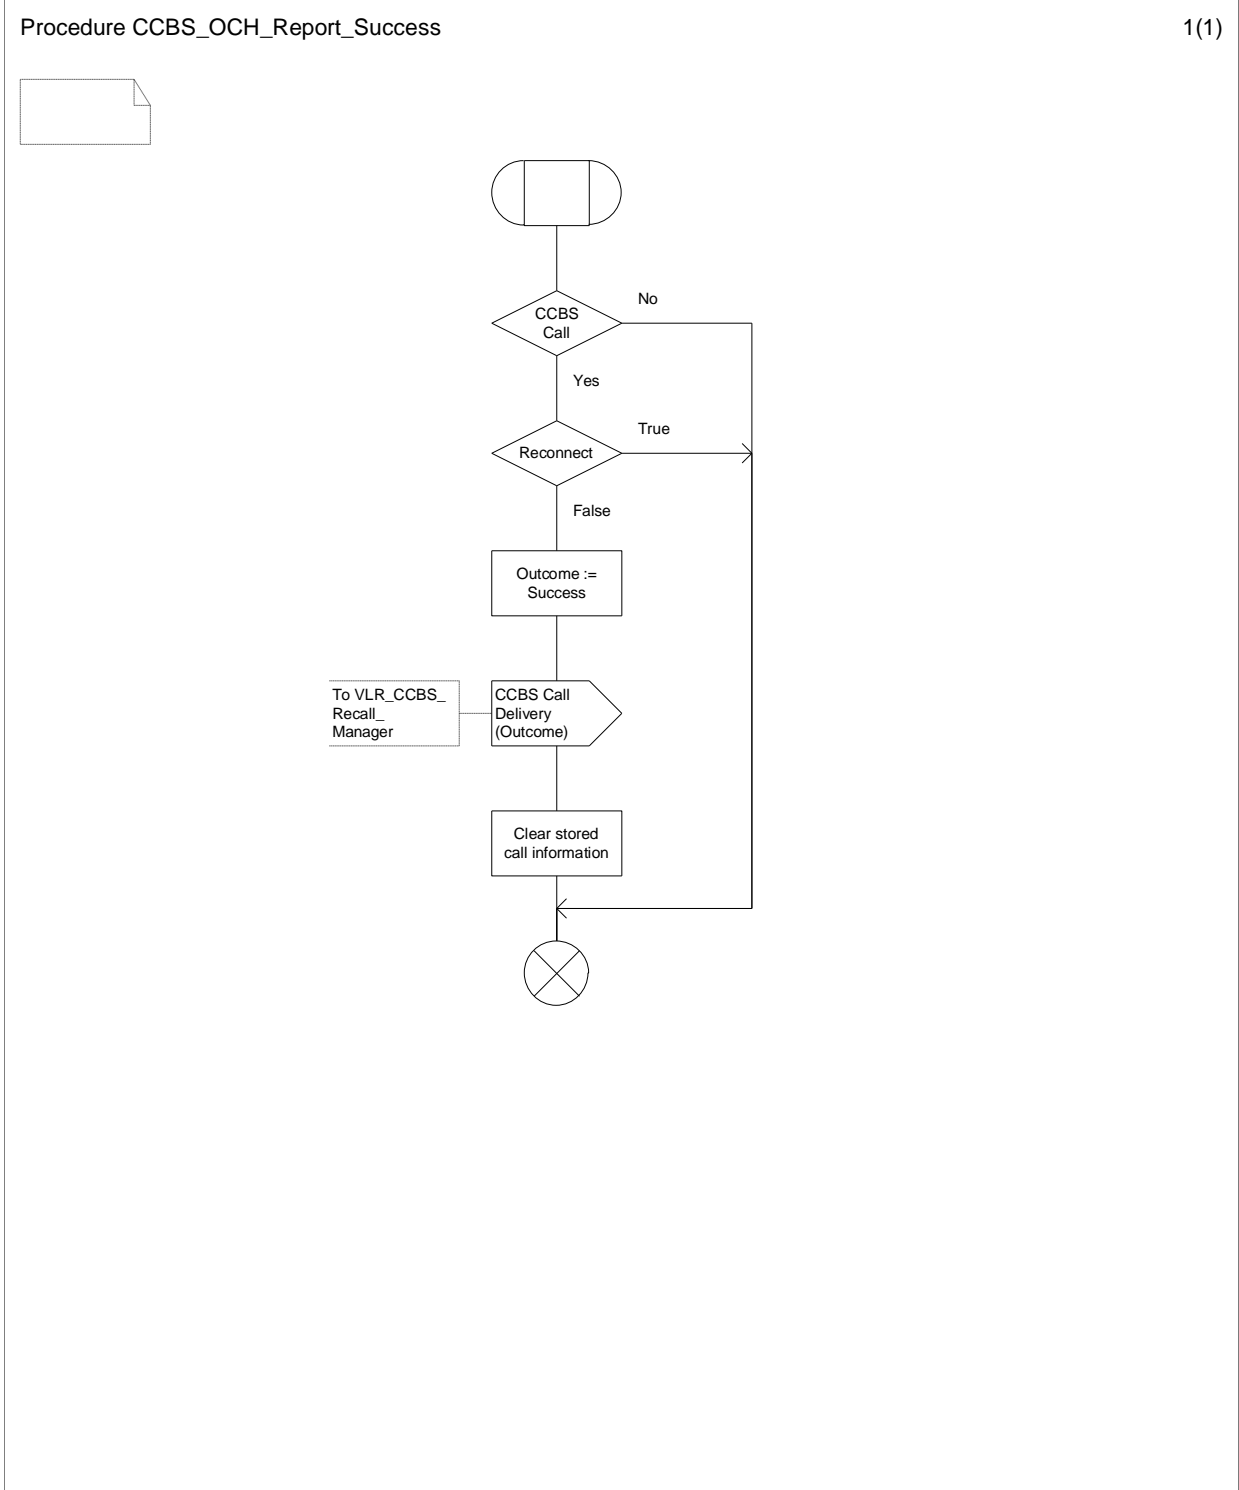 Procedure CCBS_OCH_Report_Success 1(1)
CCBS
Call
No
Yes
Reconnect
True
False
Outcome :=
Success
To VLR_CCBS_
Recall_
Manager
CCBS Call
Delivery
(Outcome)
Clear stored
call information